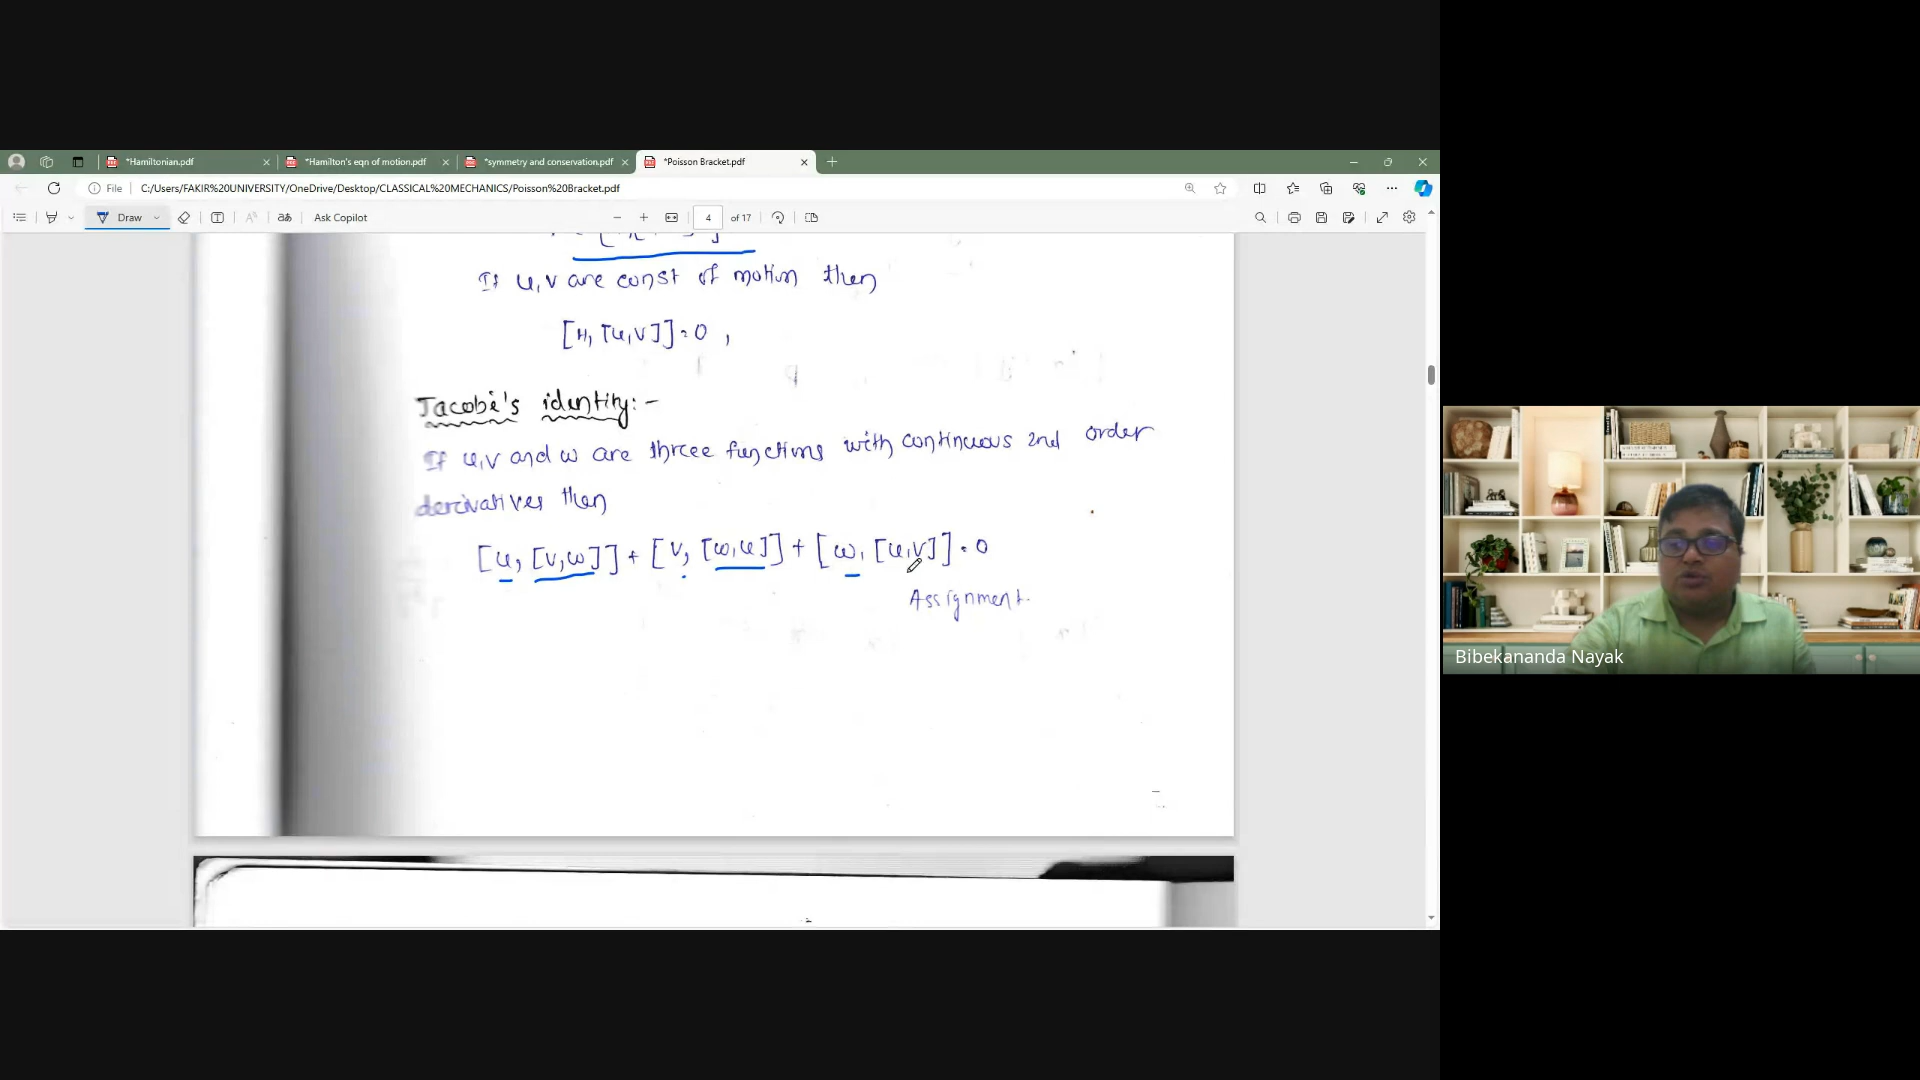 *Hamiltonian.pdf
*Hamilton's eqn of motion.pdf
*symmetry and conservation.pdf
*Poisson Bracket.pdf
File
C:/Users/FAKIR%20UNIVERSITY/OneDrive/Desktop/CLASSICAL%20MECHANICS/Poisson%20Bracket.pdf
Draw
aあ
Ask Copilot
4 of 17
If u,v are const of motion then
[H, [u,v]] = 0 ,
Jacobi's identity:-
If u,v and w are three functions with continuous 2nd order
derivatives then
[u, [v,w]] + [v, [w,u]] + [w, [u,v]] = 0
Assignment.
Bibekananda Nayak